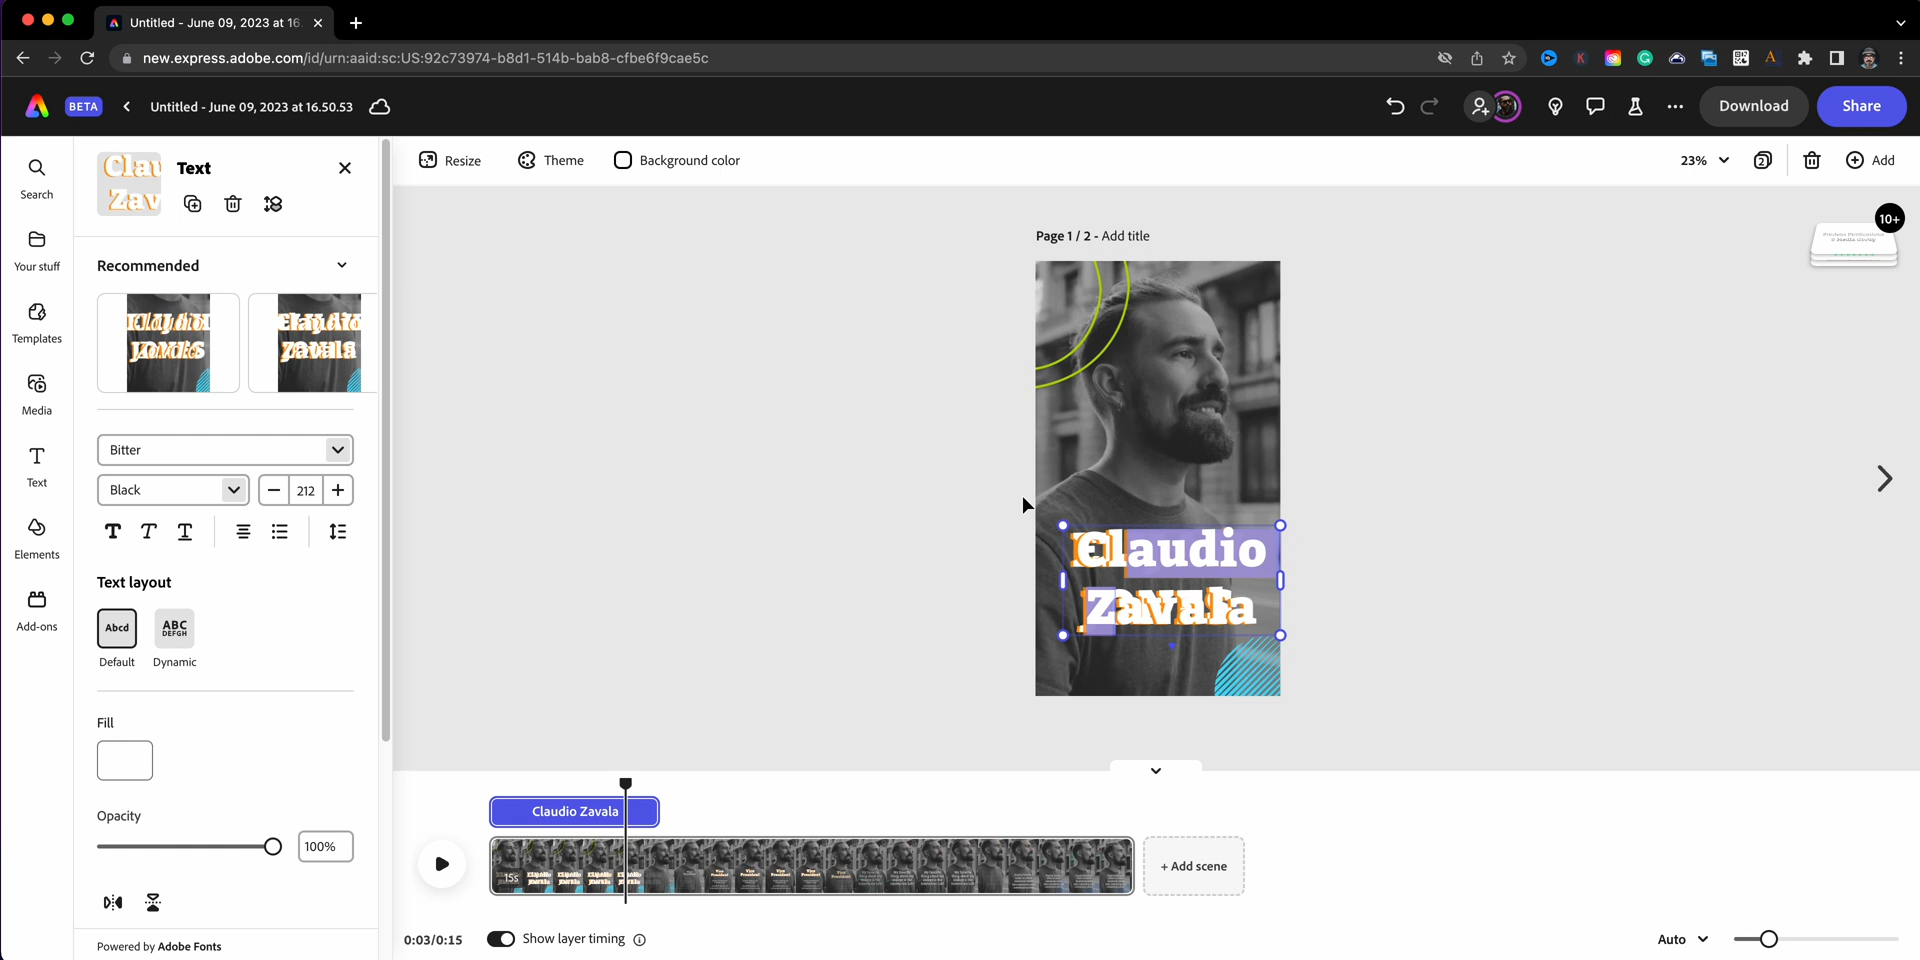 Untitled - June 09, 2023 at 16
new.express.adobe.com/id/urn:aaid:sc:US:92c73974-b8d1-514b-bab8-cfbe6f9cae5c
BETA
Untitled - June 09, 2023 at 16.50.53
Download
Share
Search
Your stuff
Templates
Media
Text
Elements
Add-ons
Clau
Zav
Text
Recommended
Bitter
Black
212
Text layout
Abcd
ABC
DEFGH
Default
Dynamic
Fill
Opacity
100%
Powered by Adobe Fonts
Resize
Theme
Background color
23%
2
Add
10+
Page 1 / 2 - Add title
Claudio
Zavala
Claudio Zavala
15s
+ Add scene
0:03/0:15
Show layer timing
Auto